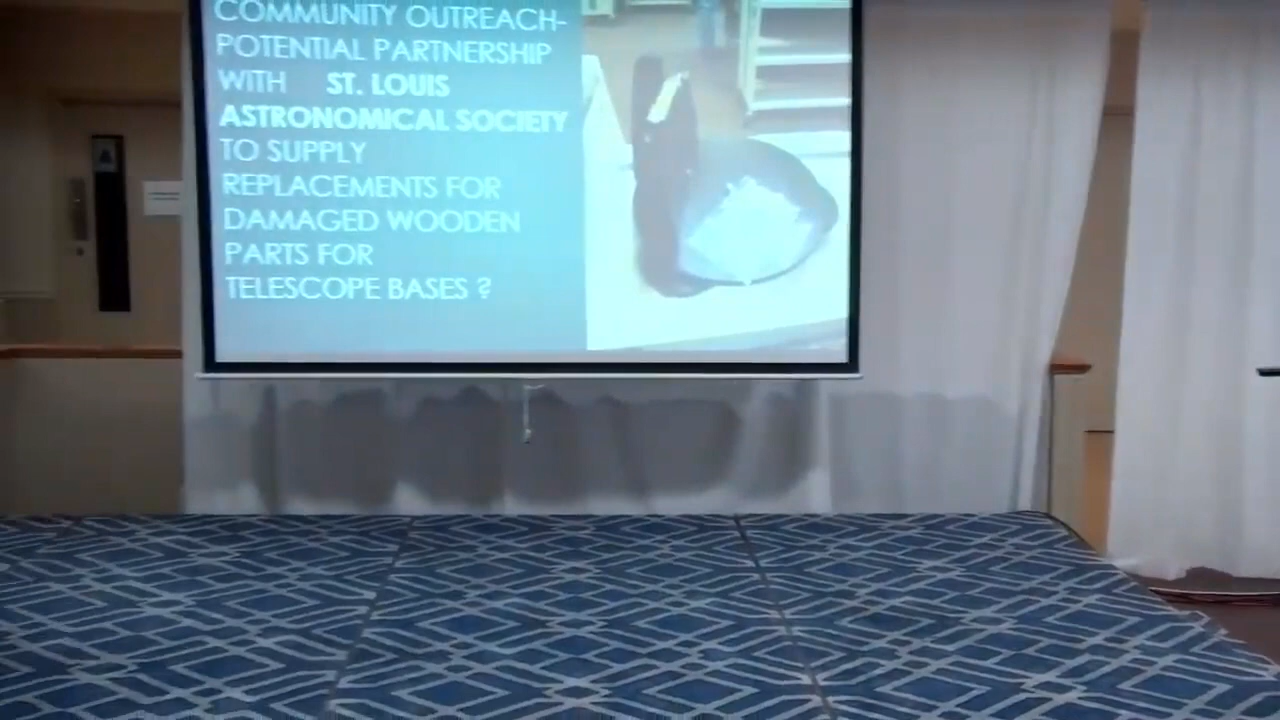 COMMUNITY OUTREACH-
POTENTIAL PARTNERSHIP
WITH ST. LOUIS
ASTRONOMICAL SOCIETY
TO SUPPLY
REPLACEMENTS FOR
DAMAGED WOODEN
PARTS FOR
TELESCOPE BASES ?